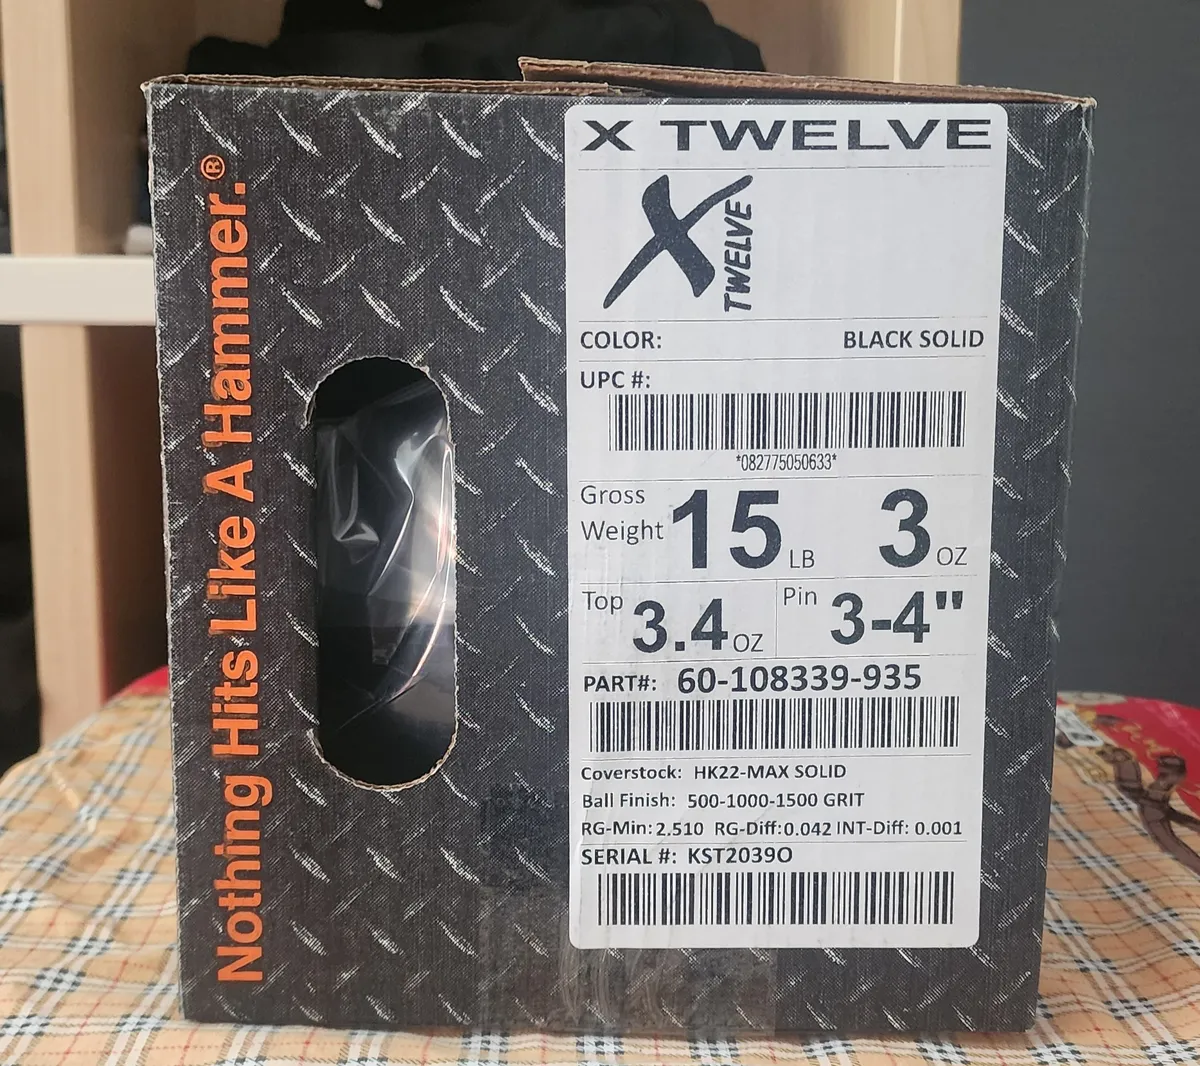 Nothing Hits Like A Hammer.®
X TWELVE
X TWELVE
COLOR: BLACK SOLID
UPC #:
*082775050633*
Gross Weight 15 LB 3 OZ
Top 3.4 OZ Pin 3-4"
PART#: 60-108339-935
Coverstock: HK22-MAX SOLID
Ball Finish: 500-1000-1500 GRIT
RG-Min: 2.510 RG-Diff: 0.042 INT-Diff: 0.001
SERIAL #: KST2039O